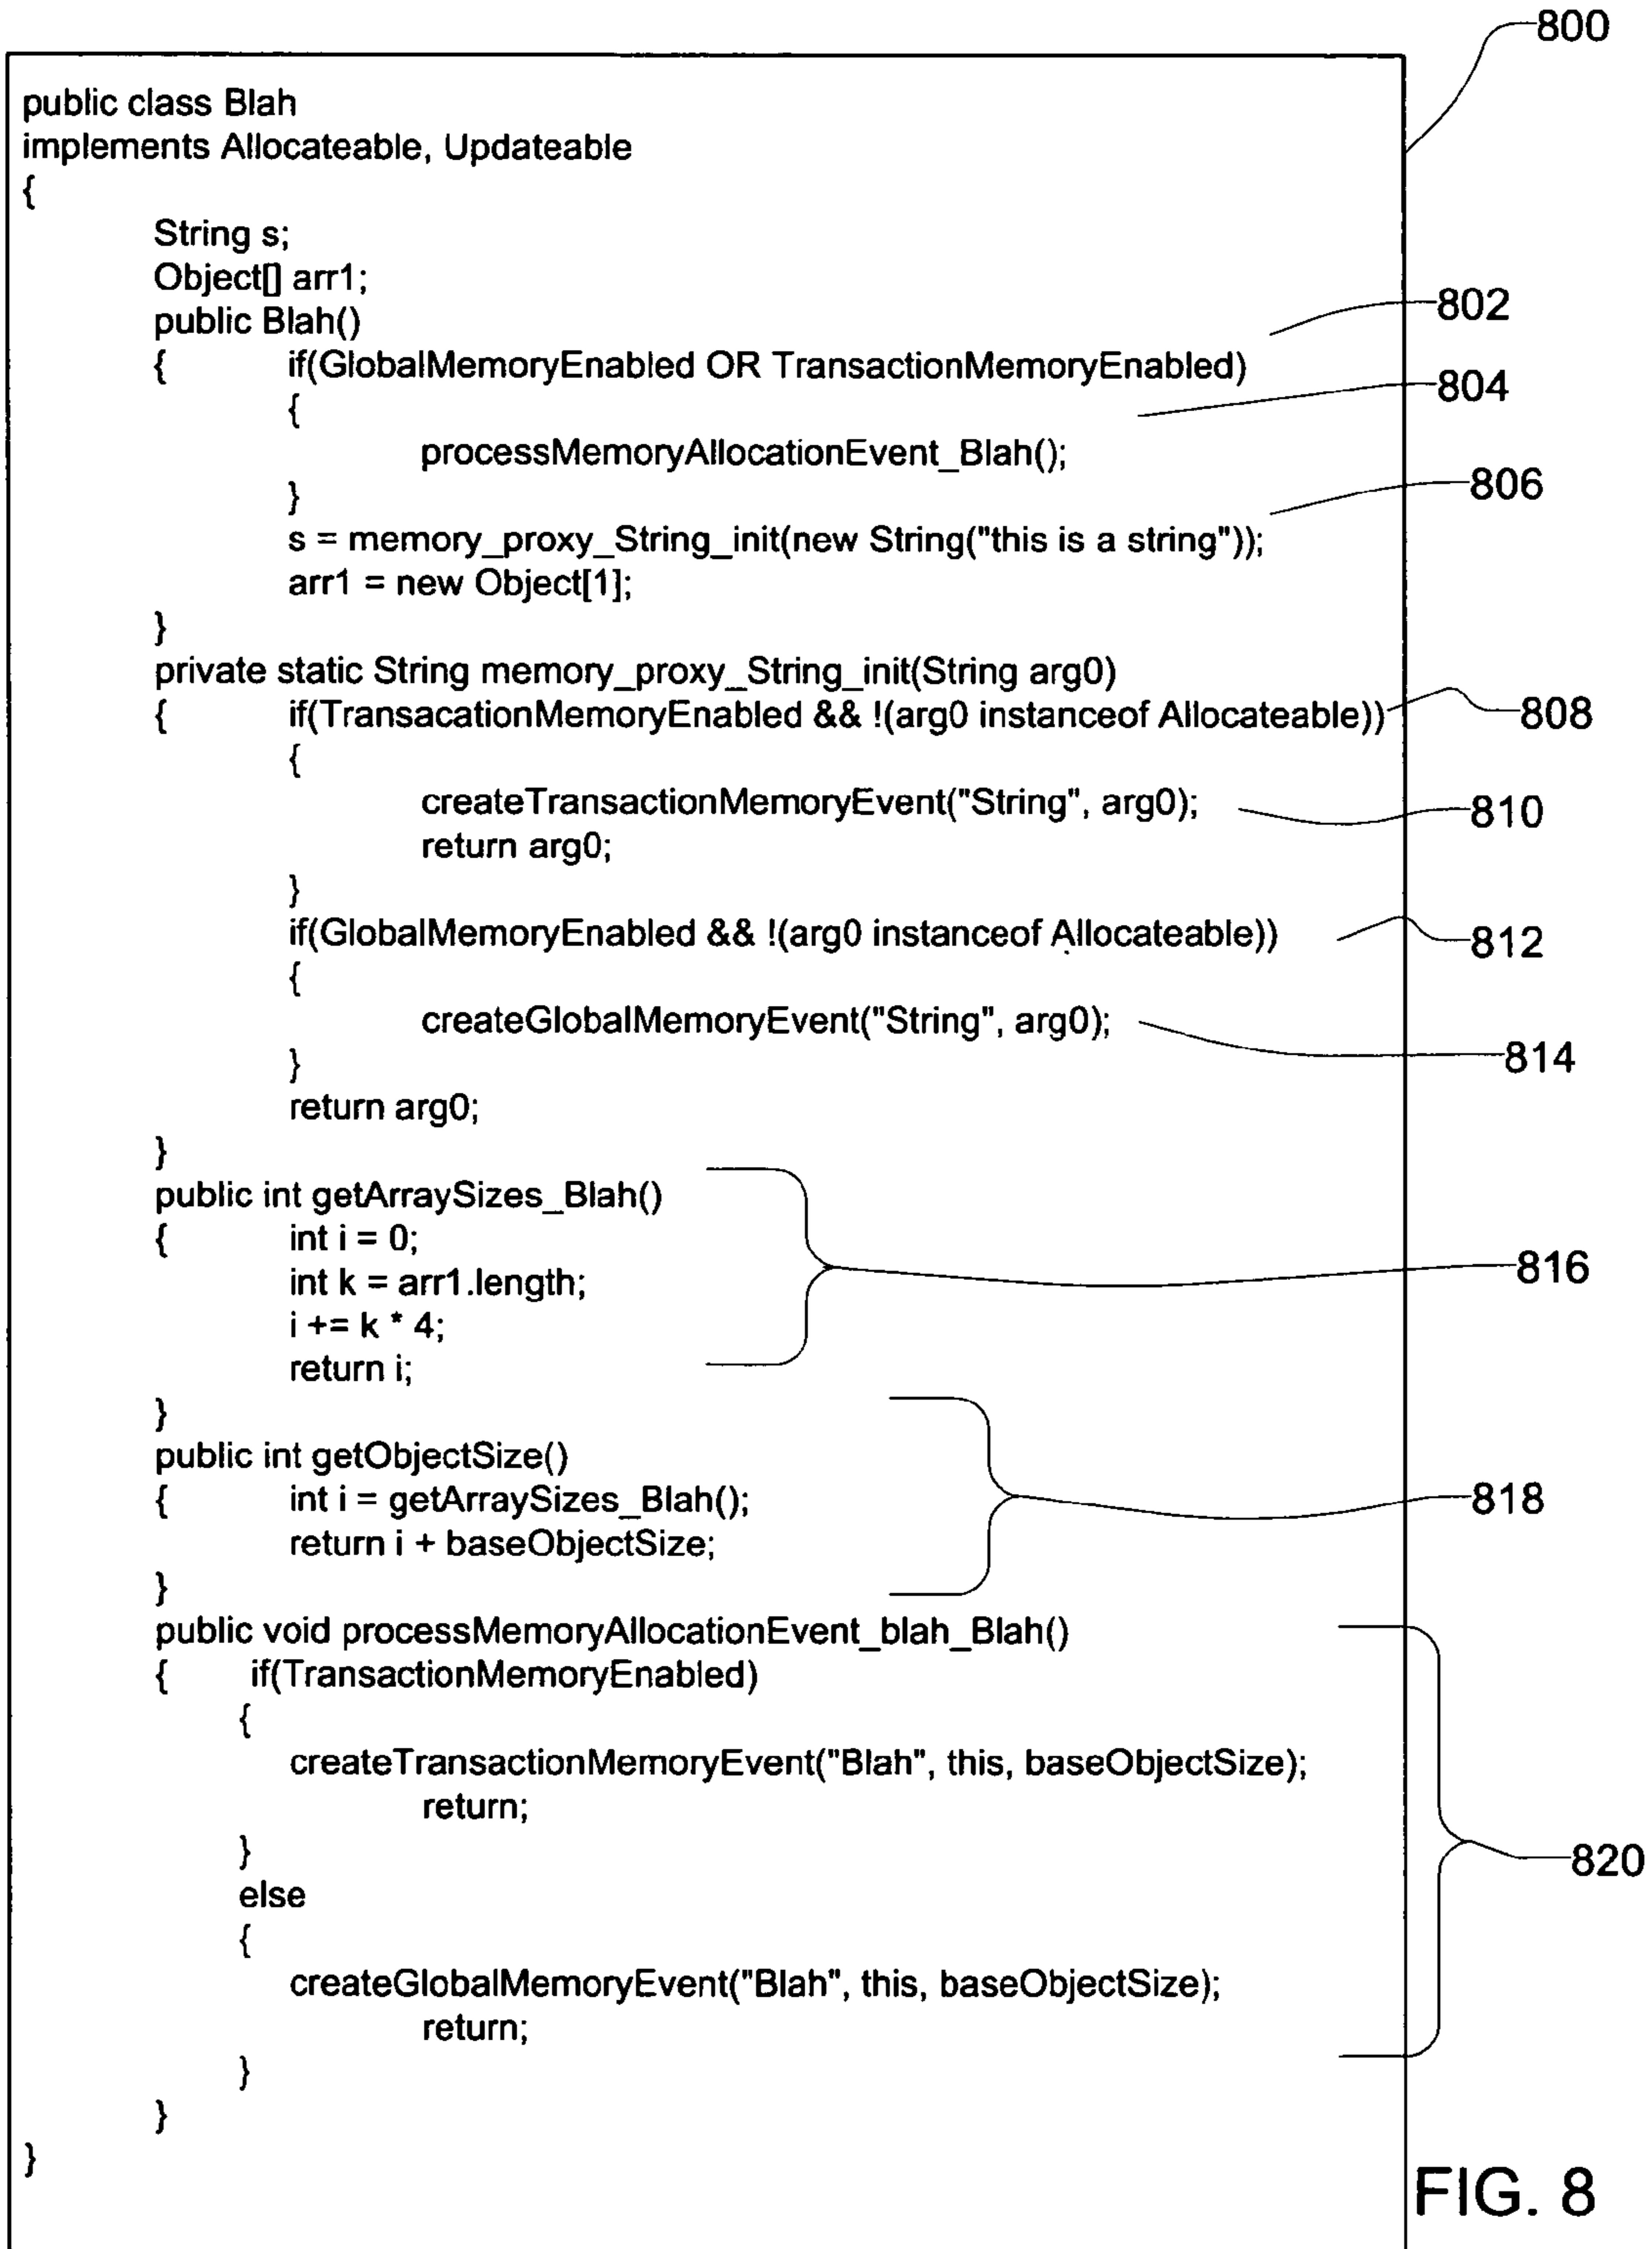 800
public class Blah
implements Allocateable, Updateable
{
String s;
Object[] arr1;
public Blah()
802
{ if(GlobalMemoryEnabled OR TransactionMemoryEnabled)
804
{
processMemoryAllocationEvent_Blah();
}
806
s = memory_proxy_String_init(new String("this is a string"));
arr1 = new Object[1];
}
private static String memory_proxy_String_init(String arg0)
{ if(TransacationMemoryEnabled && !(arg0 instanceof Allocateable))
808
{
createTransactionMemoryEvent("String", arg0);
810
return arg0;
}
if(GlobalMemoryEnabled && !(arg0 instanceof Allocateable))
812
{
createGlobalMemoryEvent("String", arg0);
814
}
return arg0;
}
public int getArraySizes_Blah()
{ int i = 0;
816
int k = arr1.length;
i += k * 4;
return i;
}
public int getObjectSize()
{ int i = getArraySizes_Blah();
818
return i + baseObjectSize;
}
public void processMemoryAllocationEvent_blah_Blah()
{ if(TransactionMemoryEnabled)
{
createTransactionMemoryEvent("Blah", this, baseObjectSize);
return;
}
820
else
{
createGlobalMemoryEvent("Blah", this, baseObjectSize);
return;
}
}
}
FIG. 8